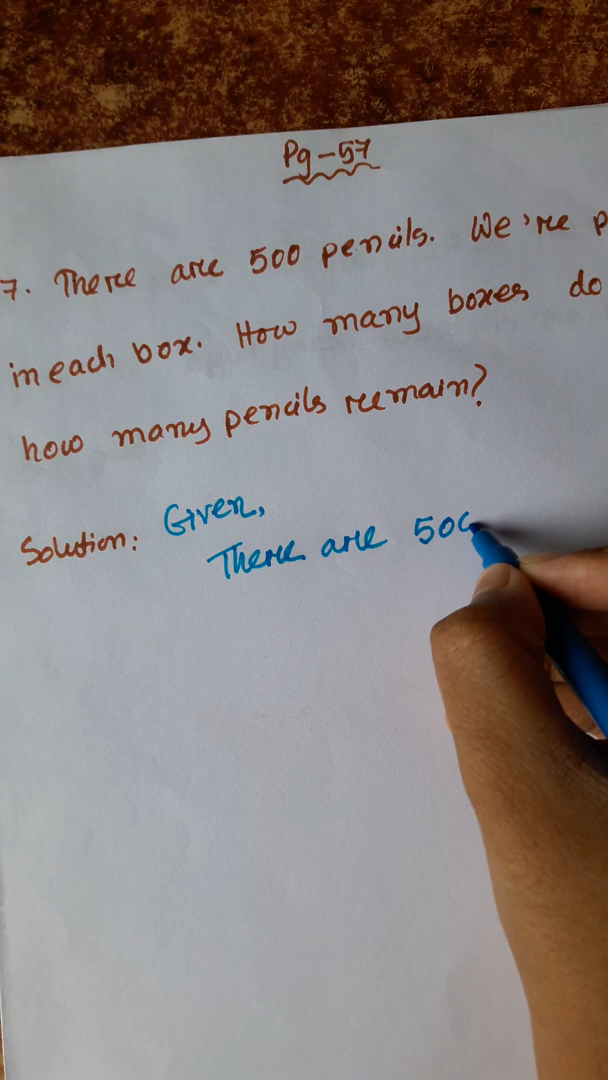 Pg-57
7. There are 500 pencils. We're p
in each box. How many boxes do
how many pencils remain?
Solution: Given,
There are 500